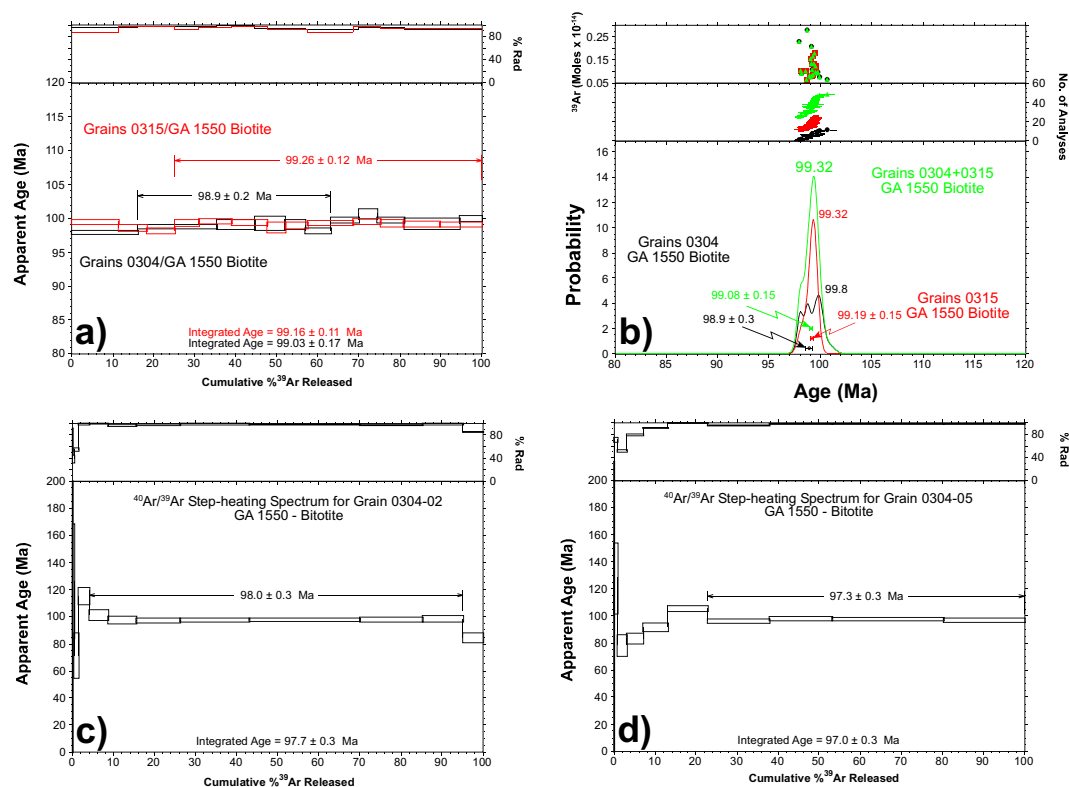 80
40
0
% Rad
120
115
110
105
100
95
90
85
80
Apparent Age (Ma)
Grains 0315/GA 1550 Biotite
99.26 ± 0.12 Ma
98.9 ± 0.2 Ma
Grains 0304/GA 1550 Biotite
a)
Integrated Age = 99.16 ± 0.11 Ma
Integrated Age = 99.03 ± 0.17 Ma
0 10 20 30 40 50 60 70 80 90 100
Cumulative %³⁹Ar Released
0.25
0.15
0.05
³⁹Ar (Moles x 10⁻¹⁴)
60
40
20
0
No. of Analyses
16
14
12
10
8
6
4
2
0
Probability
99.32
Grains 0304+0315
GA 1550 Biotite
99.32
Grains 0304
GA 1550 Biotite
99.8
99.08 ± 0.15
Grains 0315
GA 1550 Biotite
98.9 ± 0.3
99.19 ± 0.15
b)
80 85 90 95 100 105 110 115 120
Age (Ma)
80
40
0
% Rad
200
180
160
140
120
100
80
60
40
20
0
Apparent Age (Ma)
⁴⁰Ar/³⁹Ar Step-heating Spectrum for Grain 0304-02
GA 1550 - Bitotite
98.0 ± 0.3 Ma
c)
Integrated Age = 97.7 ± 0.3 Ma
0 10 20 30 40 50 60 70 80 90 100
Cumulative %³⁹Ar Released
80
40
0
% Rad
200
180
160
140
120
100
80
60
40
20
0
Apparent Age (Ma)
⁴⁰Ar/³⁹Ar Step-heating Spectrum for Grain 0304-05
GA 1550 - Bitotite
97.3 ± 0.3 Ma
d)
Integrated Age = 97.0 ± 0.3 Ma
0 10 20 30 40 50 60 70 80 90 100
Cumulative %³⁹Ar Released